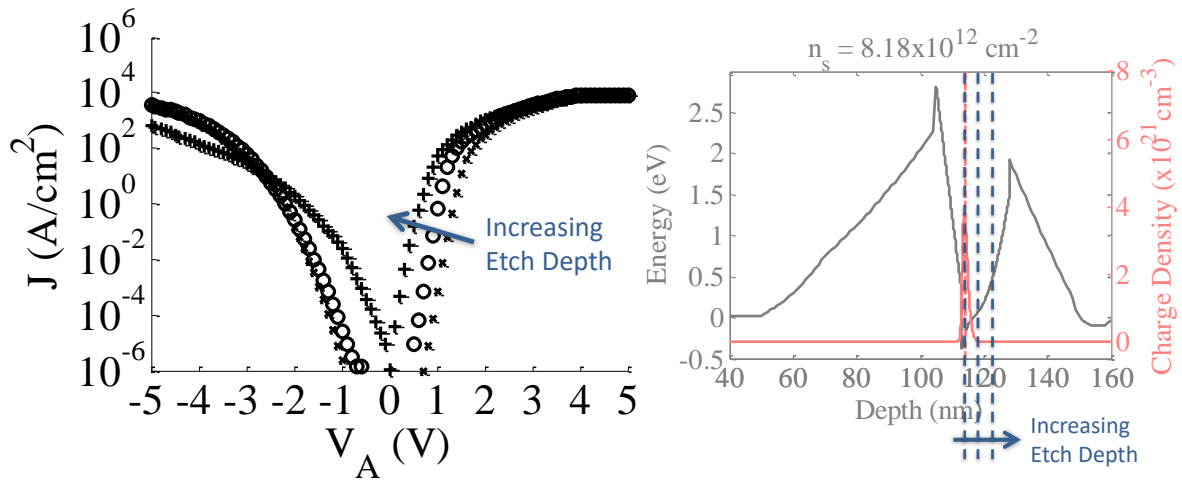 10^6
10^4
10^2
10^0
10^-2
10^-4
10^-6
J (A/cm^2)
-5 -4 -3 -2 -1 0 1 2 3 4 5
V_A (V)
Increasing
Etch Depth
n_s = 8.18x10^12 cm^-2
2.5
2
1.5
1
0.5
0
-0.5
Energy (eV)
40 60 80 100 120 140 160
Depth (nm)
8
6
4
2
0
Charge Density (x10^21 cm^-3)
Increasing
Etch Depth